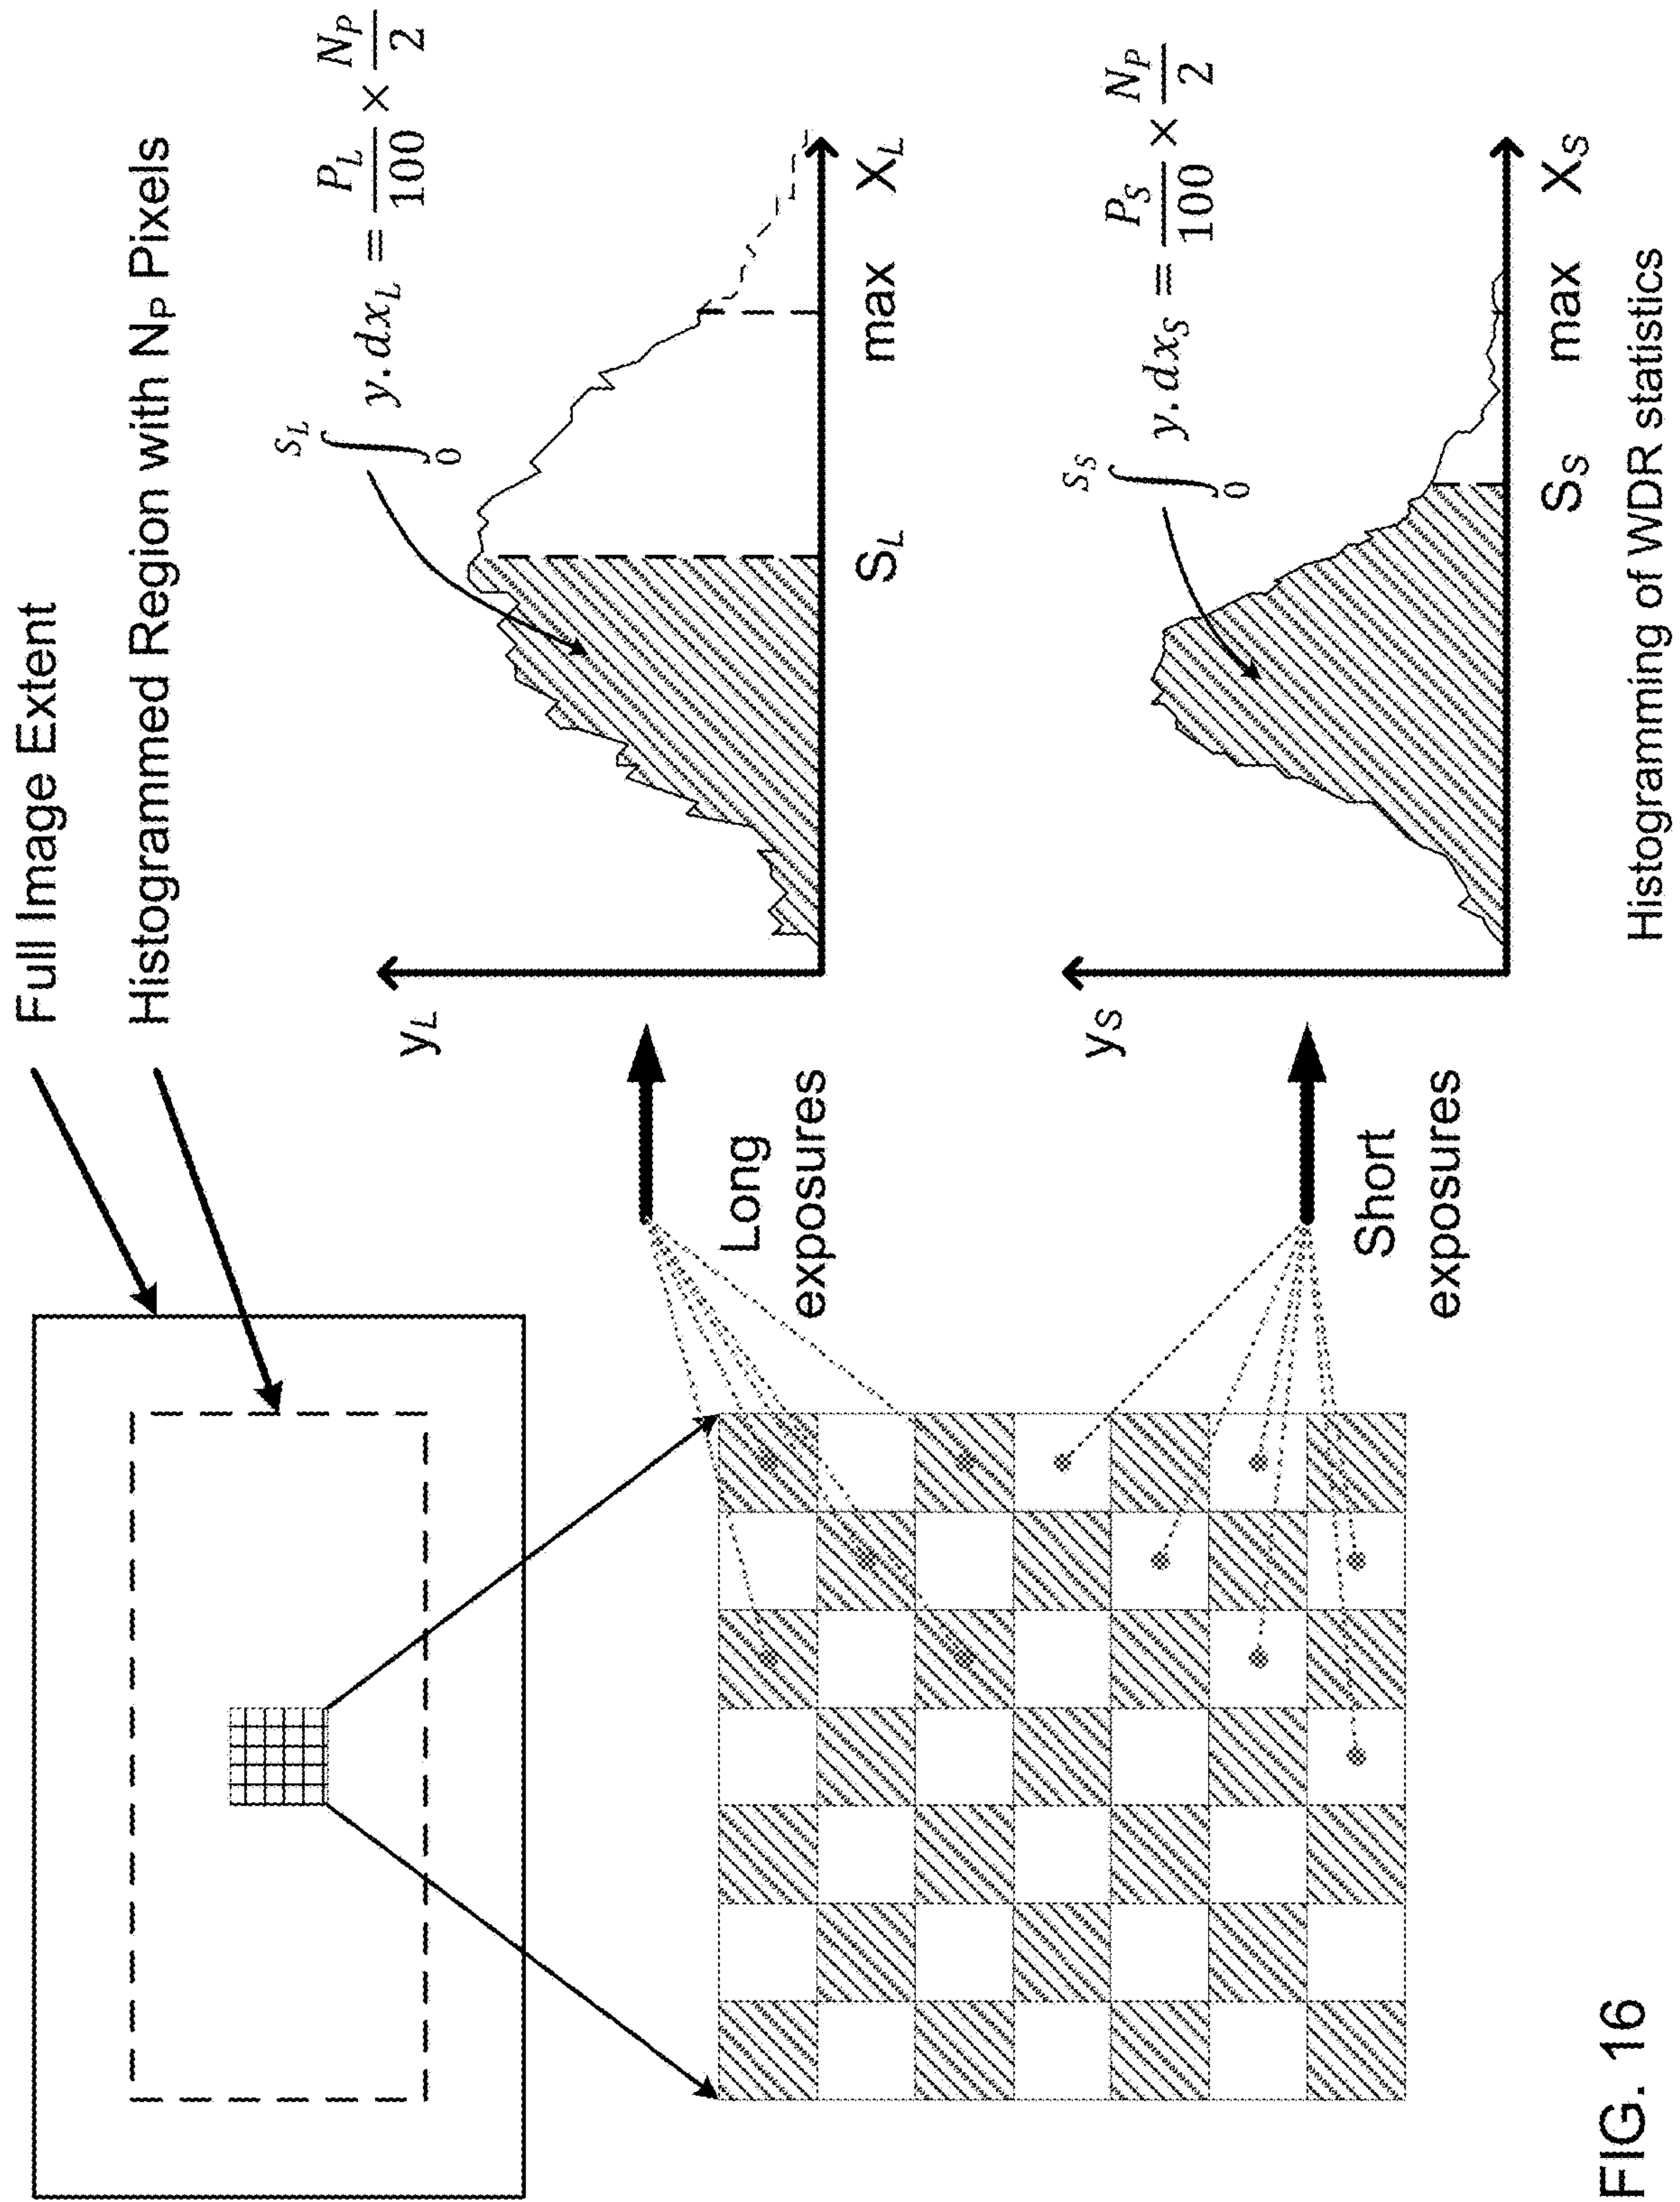 Full Image Extent
Histogrammed Region with N_P Pixels
∫_0^{S_L} y.dx_L = P_L/100 × N_P/2
y_L
S_L max X_L
Long
exposures
∫_0^{S_S} y.dx_S = P_S/100 × N_P/2
y_S
S_S max X_S
Short
exposures
Histogramming of WDR statistics
FIG. 16